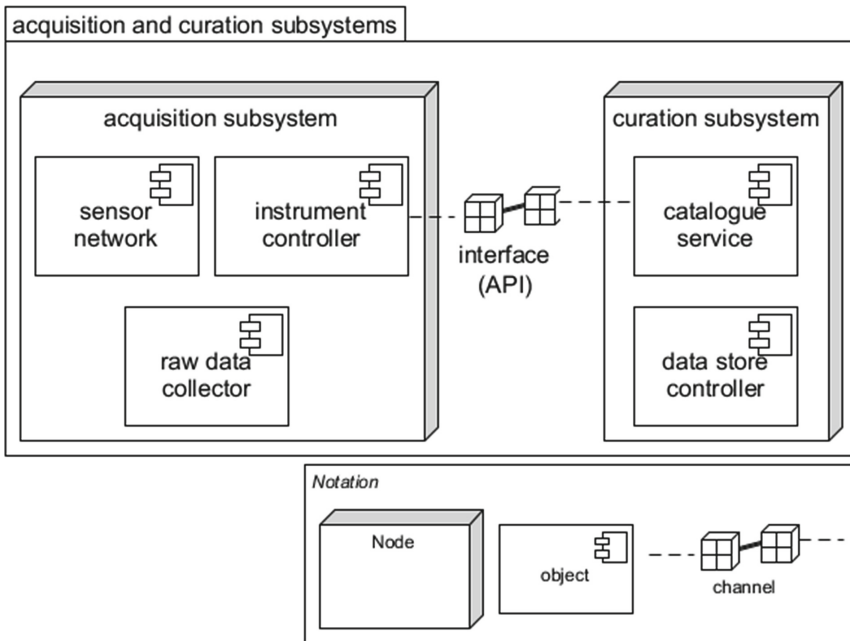 acquisition and curation subsystems
acquisition subsystem
sensor
network
instrument
controller
raw data
collector
interface
(API)
curation subsystem
catalogue
service
data store
controller
Notation
Node
object
channel